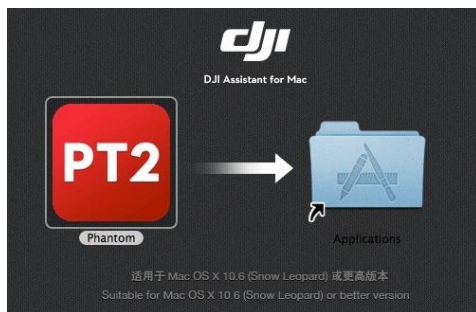 dji
DJI Assistant for Mac
PT2
Phantom
Applications
适用于 Mac OS X 10.6 (Snow Leopard) 或更高版本
Suitable for Mac OS X 10.6 (Snow Leopard) or better version